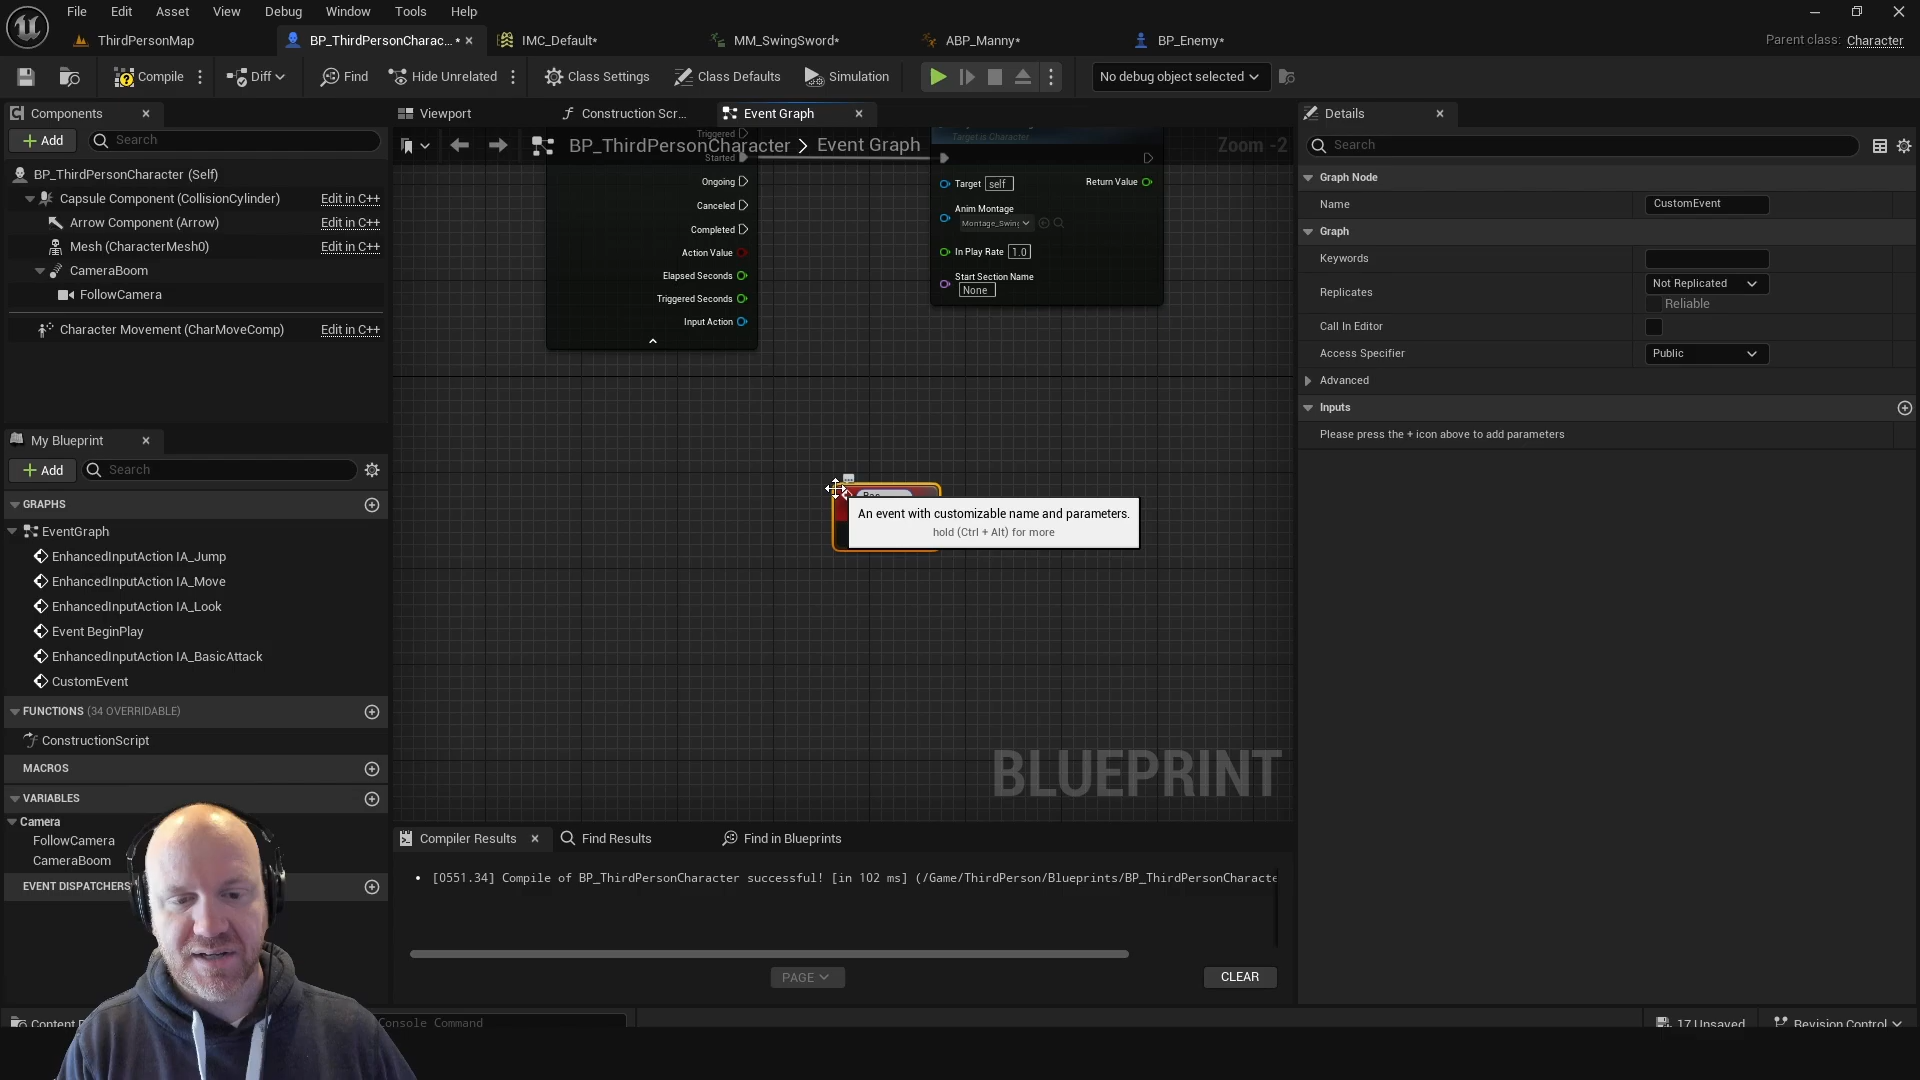 File Edit Asset View Debug Window Tools Help
ThirdPersonMap
BP_ThirdPersonCharac...*
IMC_Default*
MM_SwingSword*
ABP_Manny*
BP_Enemy*
Parent class: Character
Compile
Diff
Find
Hide Unrelated
Class Settings
Class Defaults
Simulation
No debug object selected
Components
Add
Search
BP_ThirdPersonCharacter (Self)
Capsule Component (CollisionCylinder) Edit in C++
Arrow Component (Arrow) Edit in C++
Mesh (CharacterMesh0) Edit in C++
CameraBoom
FollowCamera
Character Movement (CharMoveComp) Edit in C++
My Blueprint
Add
Search
GRAPHS
EventGraph
EnhancedInputAction IA_Jump
EnhancedInputAction IA_Move
EnhancedInputAction IA_Look
Event BeginPlay
EnhancedInputAction IA_BasicAttack
CustomEvent
FUNCTIONS (34 OVERRIDABLE)
ConstructionScript
MACROS
VARIABLES
Camera
FollowCamera
CameraBoom
EVENT DISPATCHERS
Viewport
Construction Scr...
Event Graph
BP_ThirdPersonCharacter > Event Graph
Zoom -2
Triggered
Started
Ongoing
Canceled
Completed
Action Value
Elapsed Seconds
Triggered Seconds
Input Action
Target is Character
Target self
Return Value
Anim Montage
Montage_Swing
In Play Rate 1.0
Start Section Name
None
An event with customizable name and parameters.
hold (Ctrl + Alt) for more
BLUEPRINT
Compiler Results
Find Results
Find in Blueprints
• [0551.34] Compile of BP_ThirdPersonCharacter successful! [in 102 ms] (/Game/ThirdPerson/Blueprints/BP_ThirdPersonCharacte
PAGE
CLEAR
Details
Search
Graph Node
Name CustomEvent
Graph
Keywords
Replicates Not Replicated
Reliable
Call In Editor
Access Specifier Public
Advanced
Inputs
Please press the + icon above to add parameters
Console Command
17 Unsaved
Revision Control